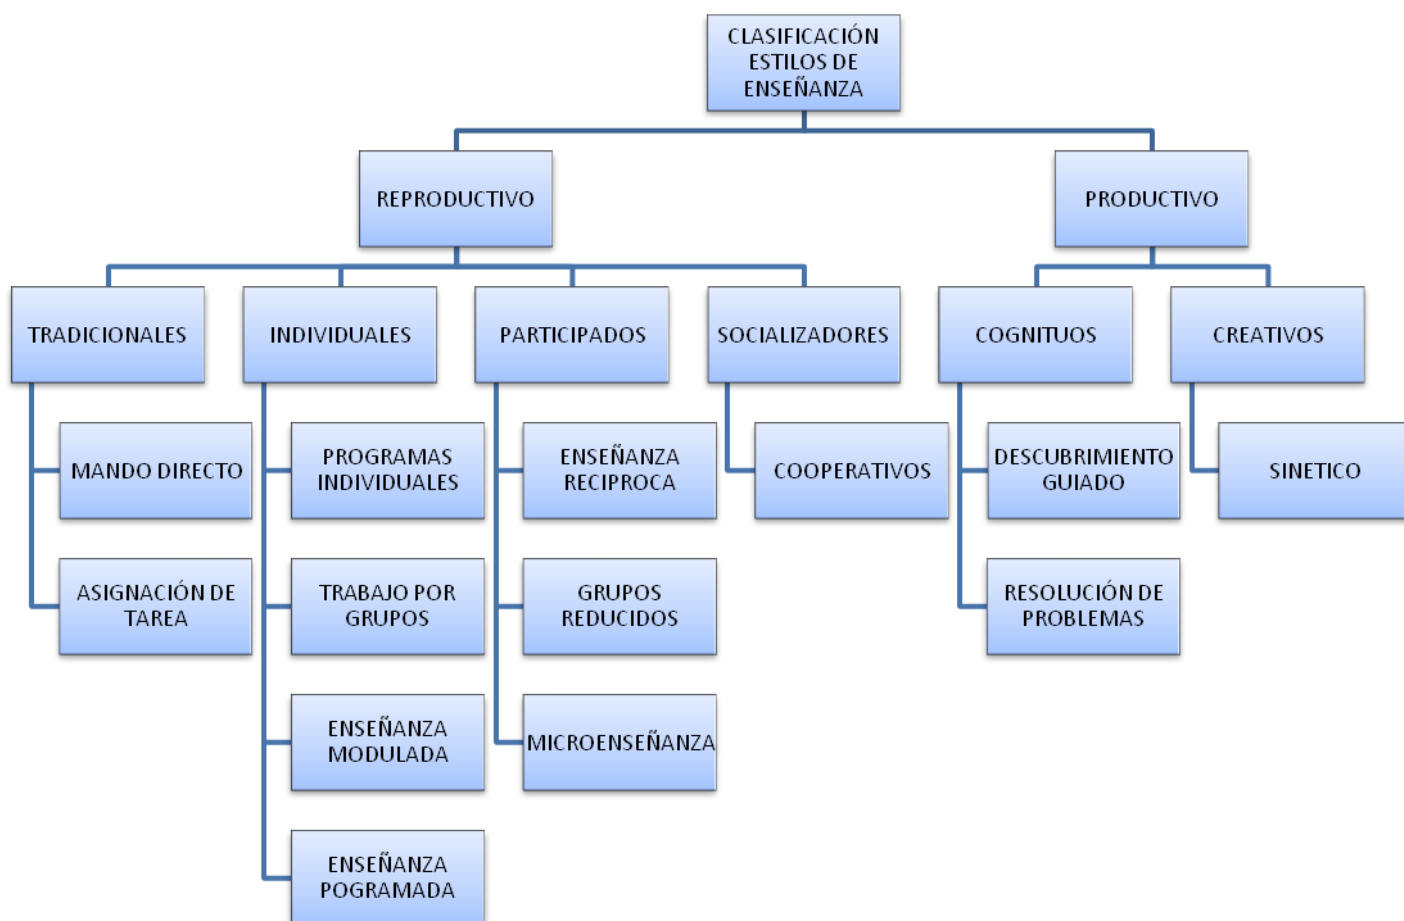 CLASIFICACIÓN
ESTILOS DE
ENSEÑANZA
REPRODUCTIVO
PRODUCTIVO
TRADICIONALES
INDIVIDUALES
PARTICIPADOS
SOCIALIZADORES
COGNITUOS
CREATIVOS
MANDO DIRECTO
PROGRAMAS
INDIVIDUALES
ENSEÑANZA
RECIPROCA
COOPERATIVOS
DESCUBRIMIENTO
GUIADO
SINETICO
ASIGNACIÓN DE
TAREA
TRABAJO POR
GRUPOS
GRUPOS
REDUCIDOS
RESOLUCIÓN DE
PROBLEMAS
ENSEÑANZA
MODULADA
MICROENSEÑANZA
ENSEÑANZA
POGRAMADA